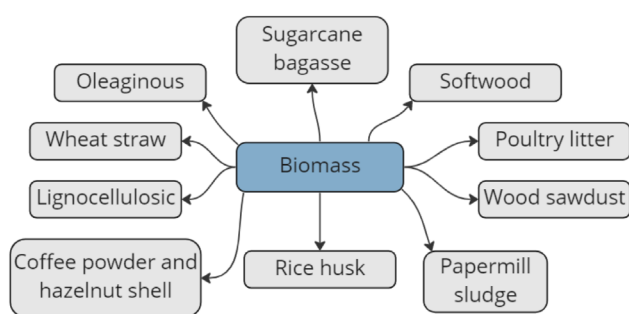 Sugarcane
bagasse
Oleaginous
Softwood
Wheat straw
Biomass
Poultry litter
Lignocellulosic
Wood sawdust
Coffee powder and
hazelnut shell
Rice husk
Papermill
sludge